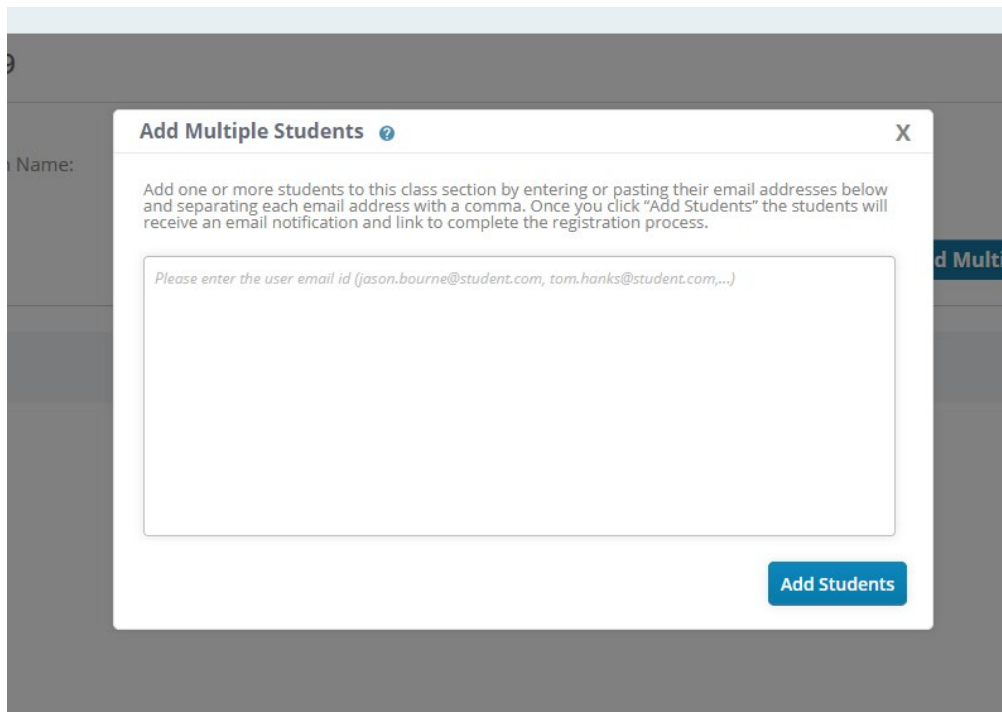 9
Add Multiple Students ? X
n Name:
Add one or more students to this class section by entering or pasting their email addresses below
and separating each email address with a comma. Once you click “Add Students” the students will
receive an email notification and link to complete the registration process.
d Multi
Please enter the user email id (jason.bourne@student.com, tom.hanks@student.com,...)
Add Students